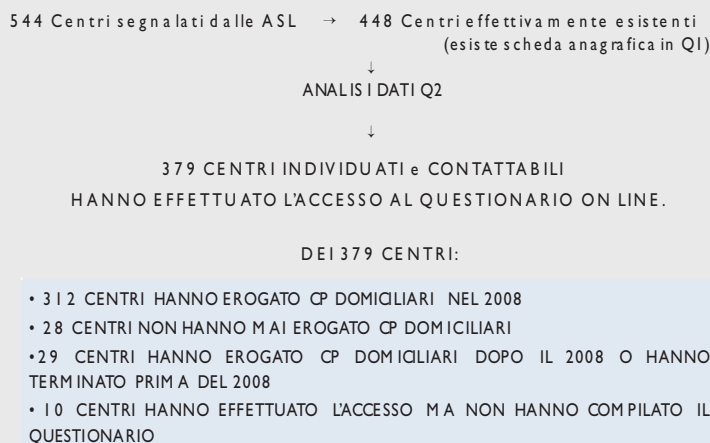 544 Centri segnalati dalle ASL → 448 Centri effettivamente esistenti
(esiste scheda anagrafica in Q1)
↓
ANALISI DATI Q2
↓
379 CENTRI INDIVIDUATI e CONTATTABILI
HANNO EFFETTUATO L'ACCESSO AL QUESTIONARIO ON LINE.
DEI 379 CENTRI:
• 312 CENTRI HANNO EROGATO CP DOMICILIARI NEL 2008
• 28 CENTRI NON HANNO MAI EROGATO CP DOMICILIARI
•29 CENTRI HANNO EROGATO CP DOMICILIARI DOPO IL 2008 O HANNO
TERMINATO PRIMA DEL 2008
• 10 CENTRI HANNO EFFETTUATO L'ACCESSO MA NON HANNO COMPILATO IL
QUESTIONARIO